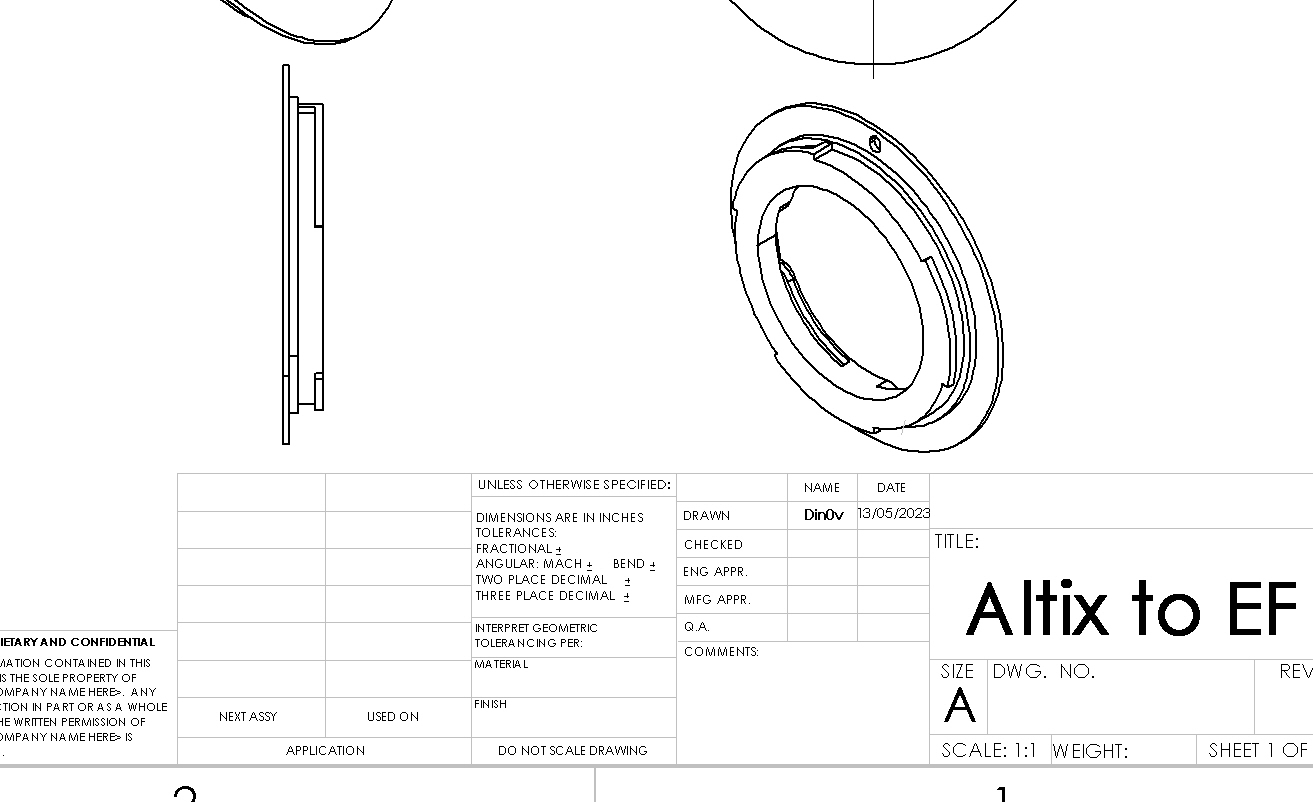 IETARY AND CONFIDENTIAL
MATION CONTAINED IN THIS
IS THE SOLE PROPERTY OF
OMPANY NAME HERE>. ANY
CTION IN PART OR AS A WHOLE
HE WRITTEN PERMISSION OF
OMPANY NAME HERE> IS
.
NEXT ASSY USED ON
APPLICATION
UNLESS OTHERWISE SPECIFIED:
DIMENSIONS ARE IN INCHES
TOLERANCES:
FRACTIONAL ±
ANGULAR: MACH ± BEND ±
TWO PLACE DECIMAL ±
THREE PLACE DECIMAL ±
INTERPRET GEOMETRIC
TOLERANCING PER:
MATERIAL
FINISH
DO NOT SCALE DRAWING
NAME DATE
DRAWN Din0v 13/05/2023
CHECKED
ENG APPR.
MFG APPR.
Q.A.
COMMENTS:
TITLE:
Altix to EF
SIZE DWG. NO. REV
A
SCALE: 1:1 WEIGHT: SHEET 1 OF
2 1